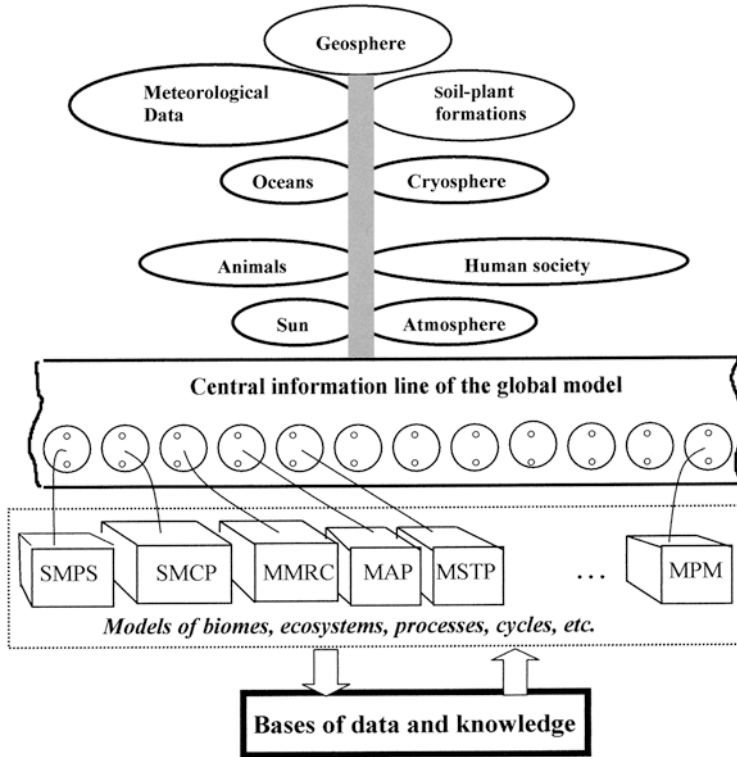 Geosphere
Meteorological
Data
Soil-plant
formations
Oceans
Cryosphere
Animals
Human society
Sun
Atmosphere
Central information line of the global model
SMPS
SMCP
MMRC
MAP
MSTP
...
MPM
Models of biomes, ecosystems, processes, cycles, etc.
Bases of data and knowledge